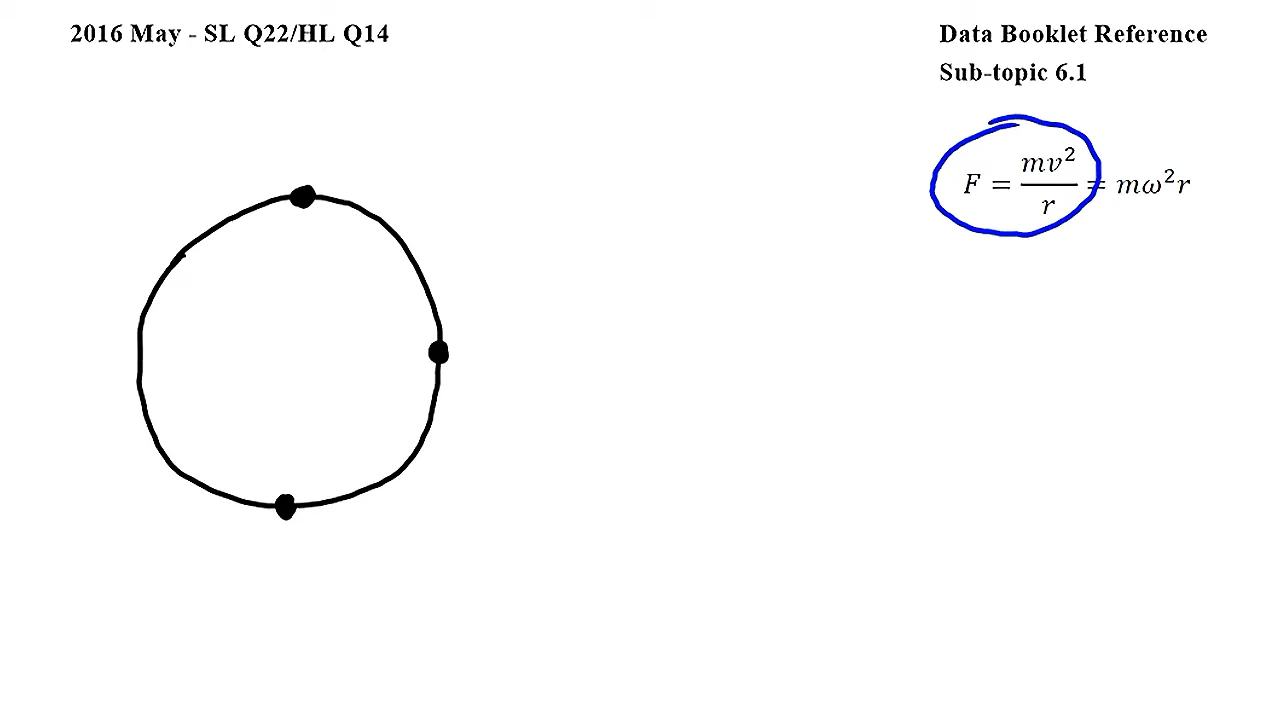 2016 May - SL Q22/HL Q14
Data Booklet Reference
Sub-topic 6.1
F = mv²/r = mω²r